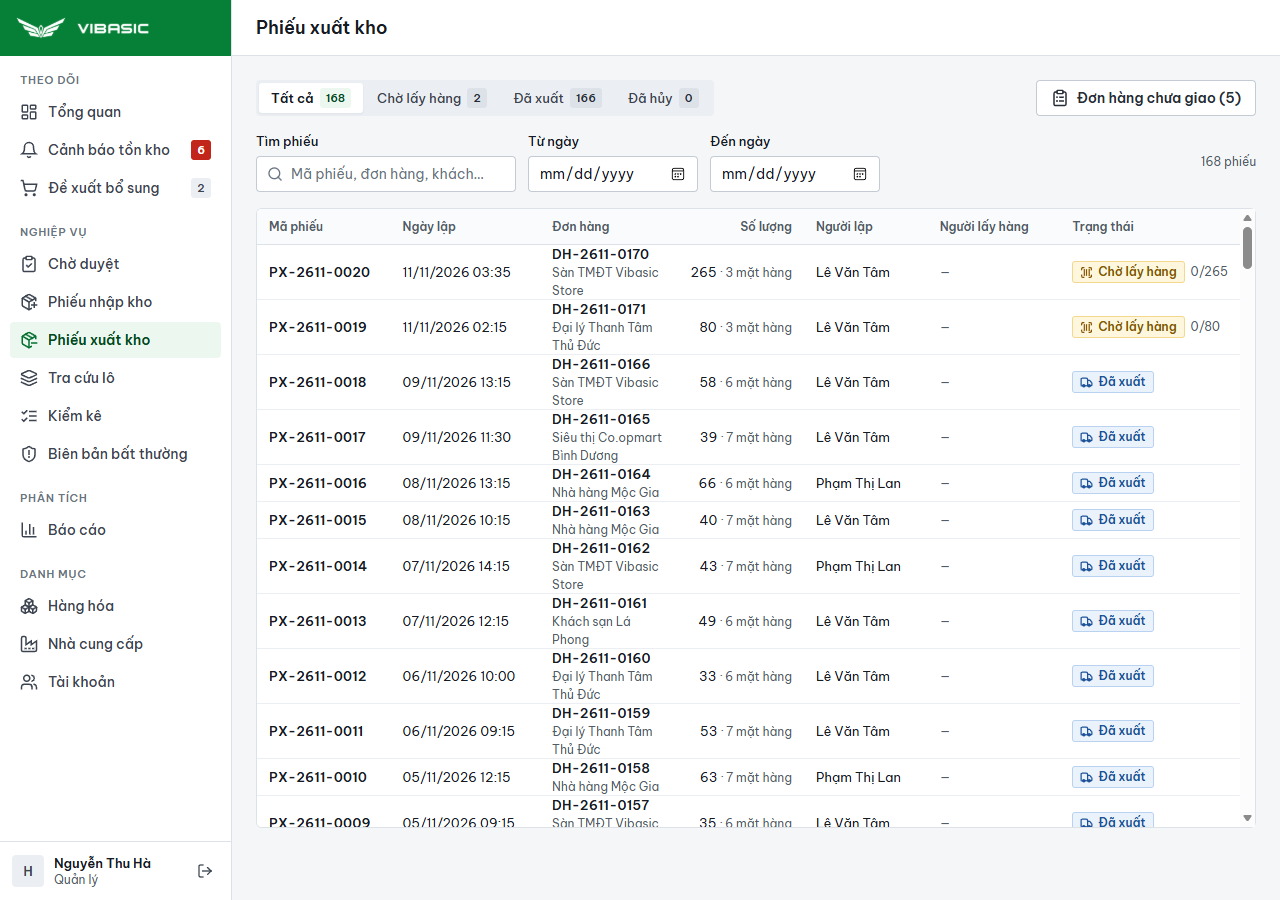 VIBASIC
Phiếu xuất kho
THEO DÕI
Tổng quan
Cảnh báo tồn kho 6
Đề xuất bổ sung 2
NGHIỆP VỤ
Chờ duyệt
Phiếu nhập kho
Phiếu xuất kho
Tra cứu lô
Kiểm kê
Biên bản bất thường
PHÂN TÍCH
Báo cáo
DANH MỤC
Hàng hóa
Nhà cung cấp
Tài khoản
H
Nguyễn Thu Hà
Quản lý
Tất cả 168 Chờ lấy hàng 2 Đã xuất 166 Đã hủy 0
Đơn hàng chưa giao (5)
Tìm phiếu Từ ngày Đến ngày
Mã phiếu, đơn hàng, khách... mm/dd/yyyy mm/dd/yyyy
168 phiếu
Mã phiếu Ngày lập Đơn hàng Số lượng Người lập Người lấy hàng Trạng thái
DH-2611-0170
PX-2611-0020 11/11/2026 03:35 Sàn TMĐT Vibasic 265 · 3 mặt hàng Lê Văn Tâm – Chờ lấy hàng 0/265
Store
DH-2611-0171
PX-2611-0019 11/11/2026 02:15 Đại lý Thanh Tâm 80 · 3 mặt hàng Lê Văn Tâm – Chờ lấy hàng 0/80
Thủ Đức
DH-2611-0166
PX-2611-0018 09/11/2026 13:15 Sàn TMĐT Vibasic 58 · 6 mặt hàng Lê Văn Tâm – Đã xuất
Store
DH-2611-0165
PX-2611-0017 09/11/2026 11:30 Siêu thị Co.opmart 39 · 7 mặt hàng Lê Văn Tâm – Đã xuất
Bình Dương
DH-2611-0164
PX-2611-0016 08/11/2026 13:15 Nhà hàng Mộc Gia 66 · 6 mặt hàng Phạm Thị Lan – Đã xuất
DH-2611-0163
PX-2611-0015 08/11/2026 10:15 Nhà hàng Mộc Gia 40 · 7 mặt hàng Lê Văn Tâm – Đã xuất
DH-2611-0162
PX-2611-0014 07/11/2026 14:15 Sàn TMĐT Vibasic 43 · 7 mặt hàng Phạm Thị Lan – Đã xuất
Store
DH-2611-0161
PX-2611-0013 07/11/2026 12:15 Khách sạn Lá 49 · 6 mặt hàng Lê Văn Tâm – Đã xuất
Phong
DH-2611-0160
PX-2611-0012 06/11/2026 10:00 Đại lý Thanh Tâm 33 · 6 mặt hàng Lê Văn Tâm – Đã xuất
Thủ Đức
DH-2611-0159
PX-2611-0011 06/11/2026 09:15 Đại lý Thanh Tâm 53 · 7 mặt hàng Lê Văn Tâm – Đã xuất
Thủ Đức
DH-2611-0158
PX-2611-0010 05/11/2026 12:15 Nhà hàng Mộc Gia 63 · 6 mặt hàng Phạm Thị Lan – Đã xuất
DH-2611-0157
PX-2611-0009 05/11/2026 09:15 Sàn TMĐT Vibasic 35 · 6 mặt hàng Lê Văn Tâm – Đã xuất